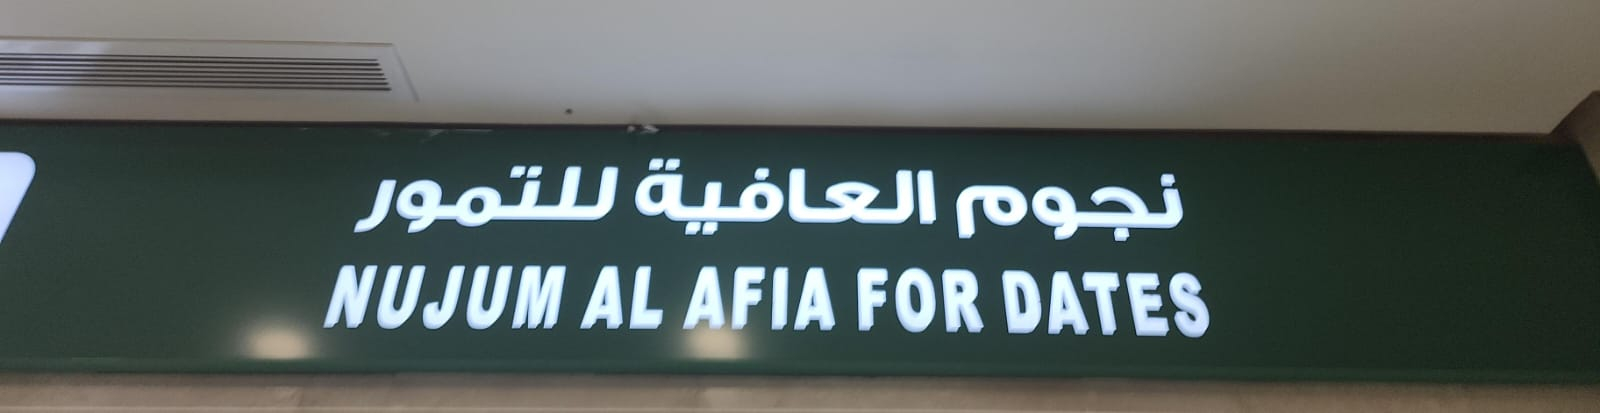 نجوم العافية للتمور
NUJUM AL AFIA FOR DATES